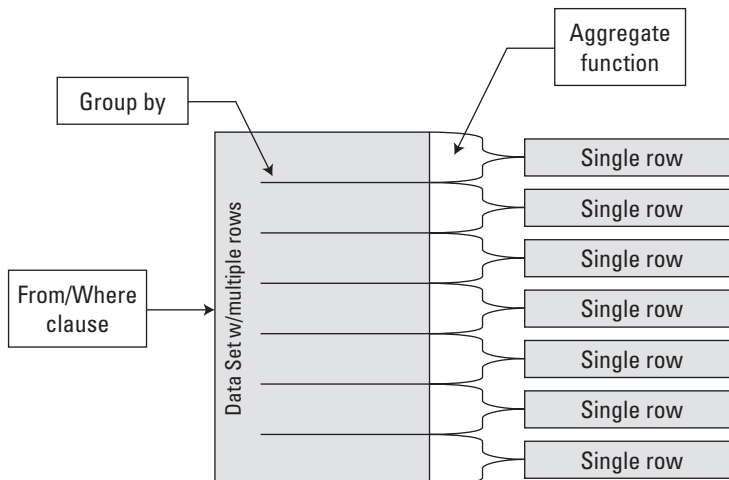 Aggregate
function
Group by
Single row
Single row
Single row
Single row
Single row
Single row
Single row
From/Where
clause
Data Set w/multiple rows